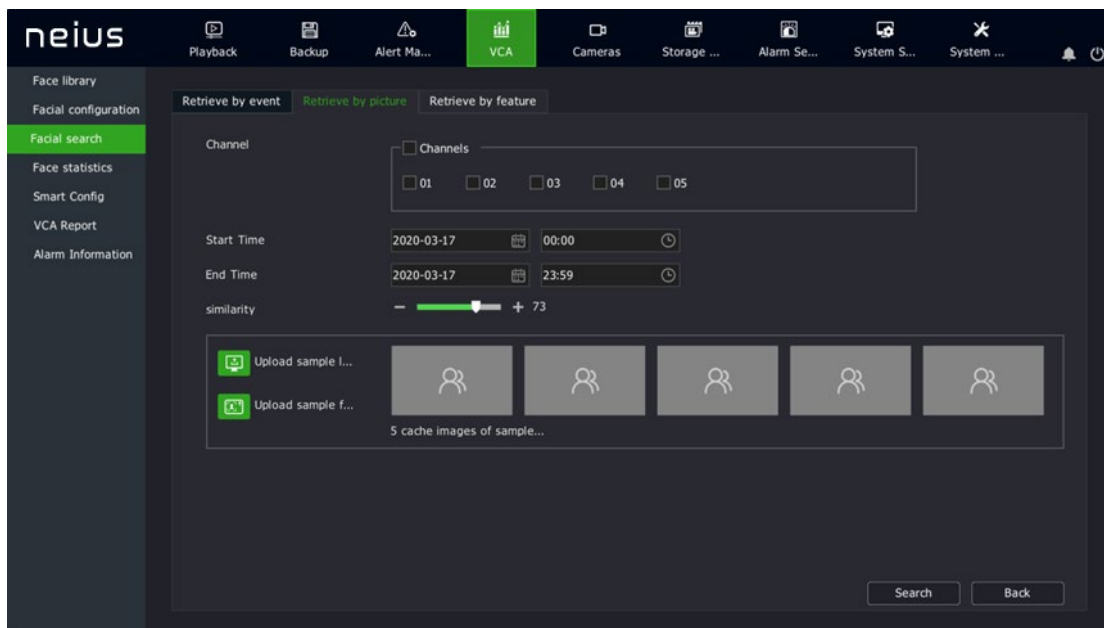 neius
Playback Backup Alert Ma... VCA Cameras Storage ... Alarm Se... System S... System ...
Face library
Facial configuration
Facial search
Face statistics
Smart Config
VCA Report
Alarm Information
Retrieve by event Retrieve by picture Retrieve by feature
Channel
Channels
01 02 03 04 05
Start Time 2020-03-17 00:00
End Time 2020-03-17 23:59
similarity − + 73
Upload sample l...
Upload sample f...
5 cache images of sample...
Search Back